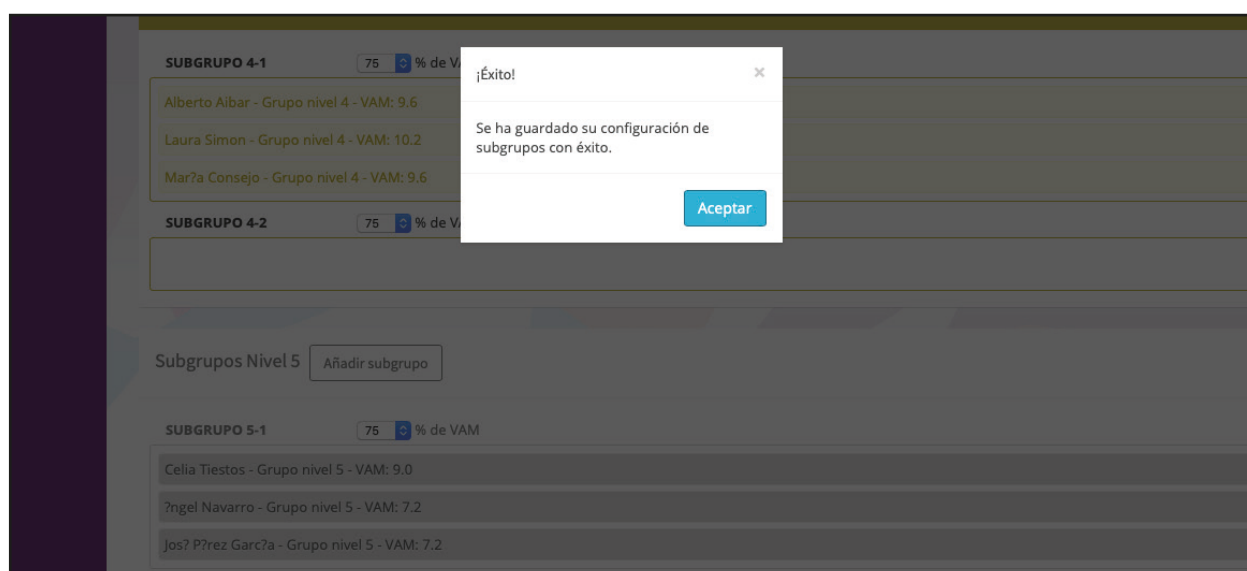 SUBGRUPO 4-1 75 % de VA
¡Éxito! ×
Alberto Aibar - Grupo nivel 4 - VAM: 9.6
Se ha guardado su configuración de
subgrupos con éxito.
Laura Simon - Grupo nivel 4 - VAM: 10.2
Mar?a Consejo - Grupo nivel 4 - VAM: 9.6
Aceptar
SUBGRUPO 4-2 75 % de VA
Subgrupos Nivel 5 Añadir subgrupo
SUBGRUPO 5-1 75 % de VAM
Celia Tiestos - Grupo nivel 5 - VAM: 9.0
?ngel Navarro - Grupo nivel 5 - VAM: 7.2
Jos? P?rez Garc?a - Grupo nivel 5 - VAM: 7.2